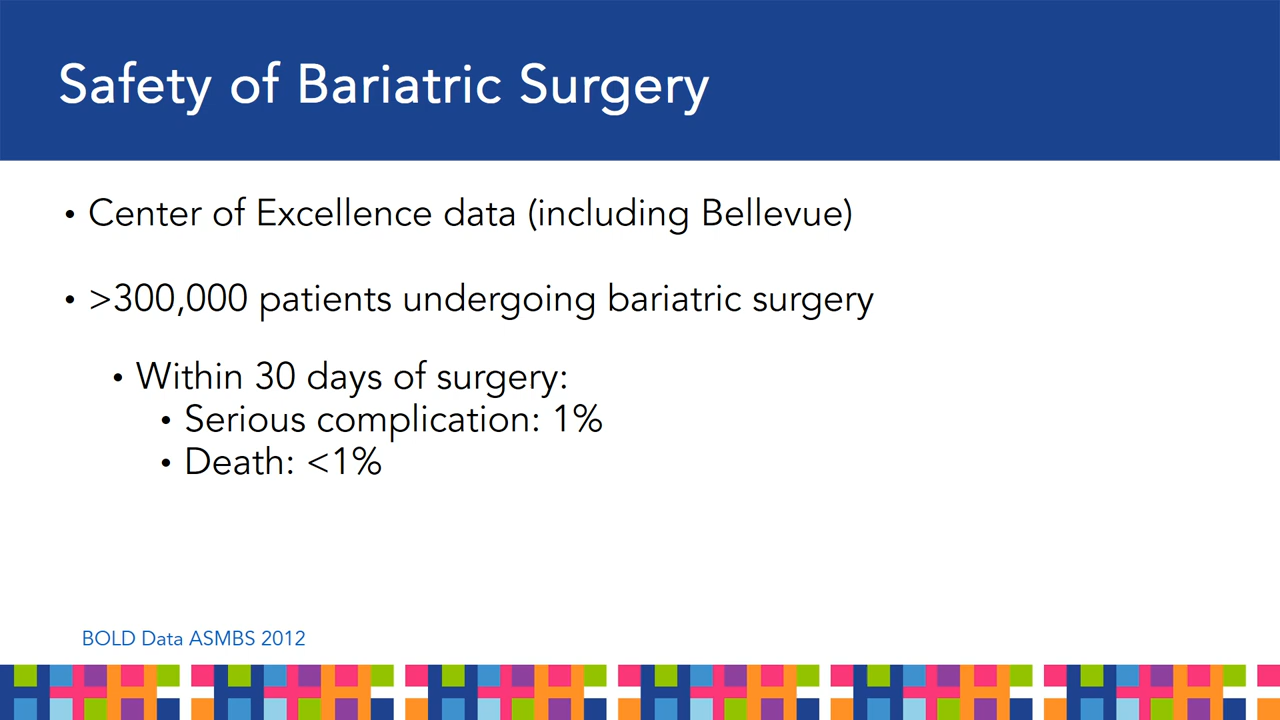 Safety of Bariatric Surgery
• Center of Excellence data (including Bellevue)
• >300,000 patients undergoing bariatric surgery
• Within 30 days of surgery:
• Serious complication: 1%
• Death: <1%
BOLD Data ASMBS 2012